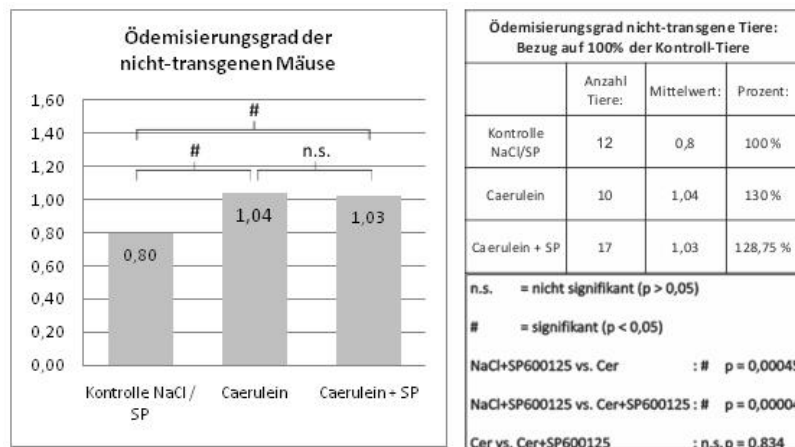 Ödemisierungsgrad der
nicht-transgenen Mäuse
1,60
1,40
1,20
1,00
0,80
0,60
0,40
0,20
0,00
#
#
n.s.
0,80
1,04
1,03
Kontrolle NaCl /
SP
Caerulein
Caerulein + SP
Ödemisierungsgrad nicht-transgene Tiere:
Bezug auf 100% der Kontroll-Tiere
Anzahl
Tiere:
Mittelwert:
Prozent:
Kontrolle
NaCl/SP
12
0,8
100%
Caerulein
10
1,04
130%
Caerulein + SP
17
1,03
128,75 %
n.s. = nicht signifikant (p > 0,05)
# = signifikant (p < 0,05)
NaCl+SP600125 vs. Cer : # p = 0,00045
NaCl+SP600125 vs. Cer+SP600125 : # p = 0,00004
Cer vs. Cer+SP600125 : n.s. p = 0,834